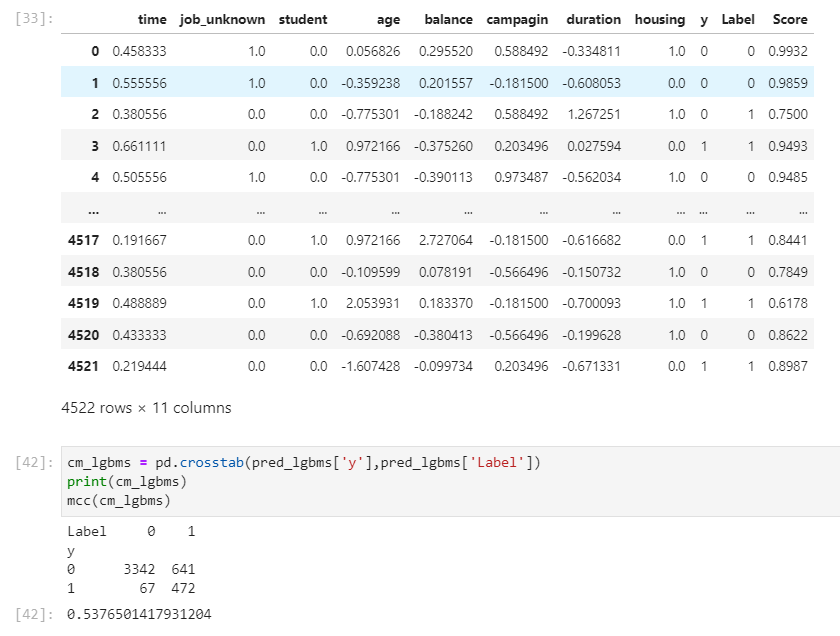 [33]: time job_unknown student age balance campagin duration housing y Label Score
0 0.458333 1.0 0.0 0.056826 0.295520 0.588492 -0.334811 1.0 0 0 0.9932
1 0.555556 1.0 0.0 -0.359238 0.201557 -0.181500 -0.608053 0.0 0 0 0.9859
2 0.380556 0.0 0.0 -0.775301 -0.188242 0.588492 1.267251 1.0 0 1 0.7500
3 0.661111 0.0 1.0 0.972166 -0.375260 0.203496 0.027594 0.0 1 1 0.9493
4 0.505556 1.0 0.0 -0.775301 -0.390113 0.973487 -0.562034 1.0 0 0 0.9485
... ... ... ... ... ... ... ... ... ... ... ...
4517 0.191667 0.0 1.0 0.972166 2.727064 -0.181500 -0.616682 0.0 1 1 0.8441
4518 0.380556 0.0 0.0 -0.109599 0.078191 -0.566496 -0.150732 1.0 0 0 0.7849
4519 0.488889 0.0 1.0 2.053931 0.183370 -0.181500 -0.700093 1.0 1 1 0.6178
4520 0.433333 0.0 0.0 -0.692088 -0.380413 -0.566496 -0.199628 1.0 0 0 0.8622
4521 0.219444 0.0 0.0 -1.607428 -0.099734 0.203496 -0.671331 0.0 1 1 0.8987
4522 rows × 11 columns
[42]: cm_lgbms = pd.crosstab(pred_lgbms['y'],pred_lgbms['Label'])
print(cm_lgbms)
mcc(cm_lgbms)
Label 0 1
y
0 3342 641
1 67 472
[42]: 0.5376501417931204